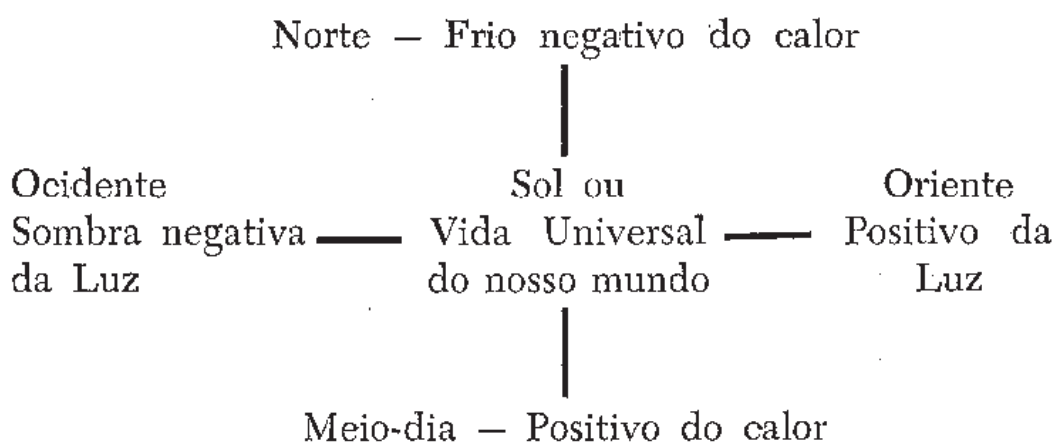 Norte — Frio negativo do calor
Ocidente
Sombra negativa
da Luz
Sol ou
Vida Universal
do nosso mundo
Oriente
Positivo da
Luz
Meio-dia — Positivo do calor